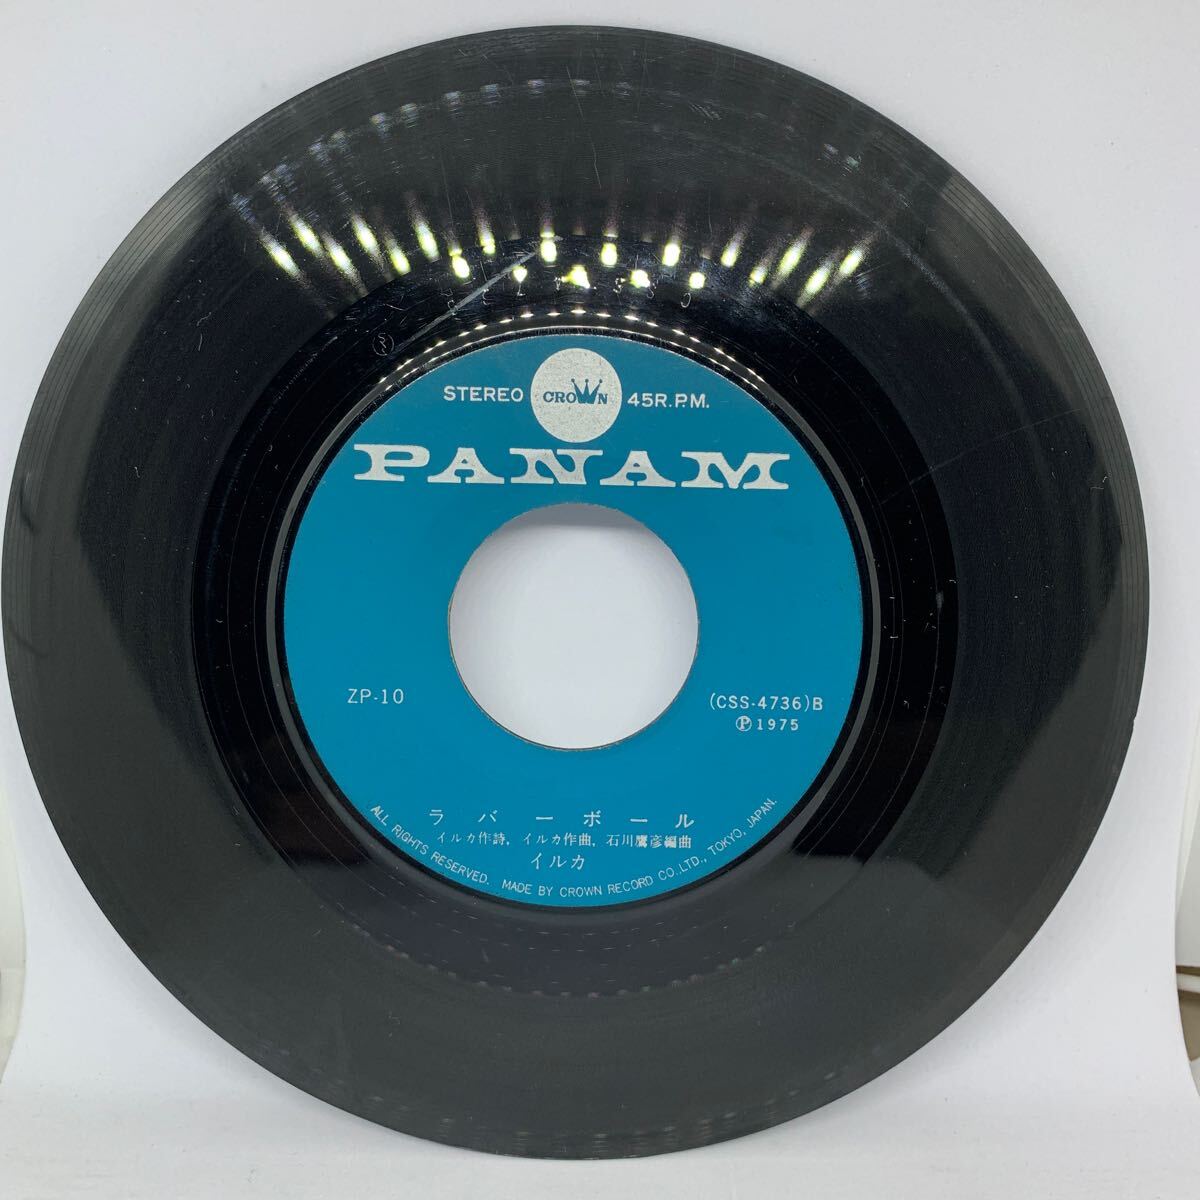 STEREO CROWN 45R.P.M.
PANAM
ZP-10
(CSS-4736)B
Ⓟ1975
ラバーボール
イルカ作詩, イルカ作曲, 石川鷹彦編曲
イルカ
ALL RIGHTS RESERVED. MADE BY CROWN RECORD CO.,LTD., TOKYO, JAPAN.